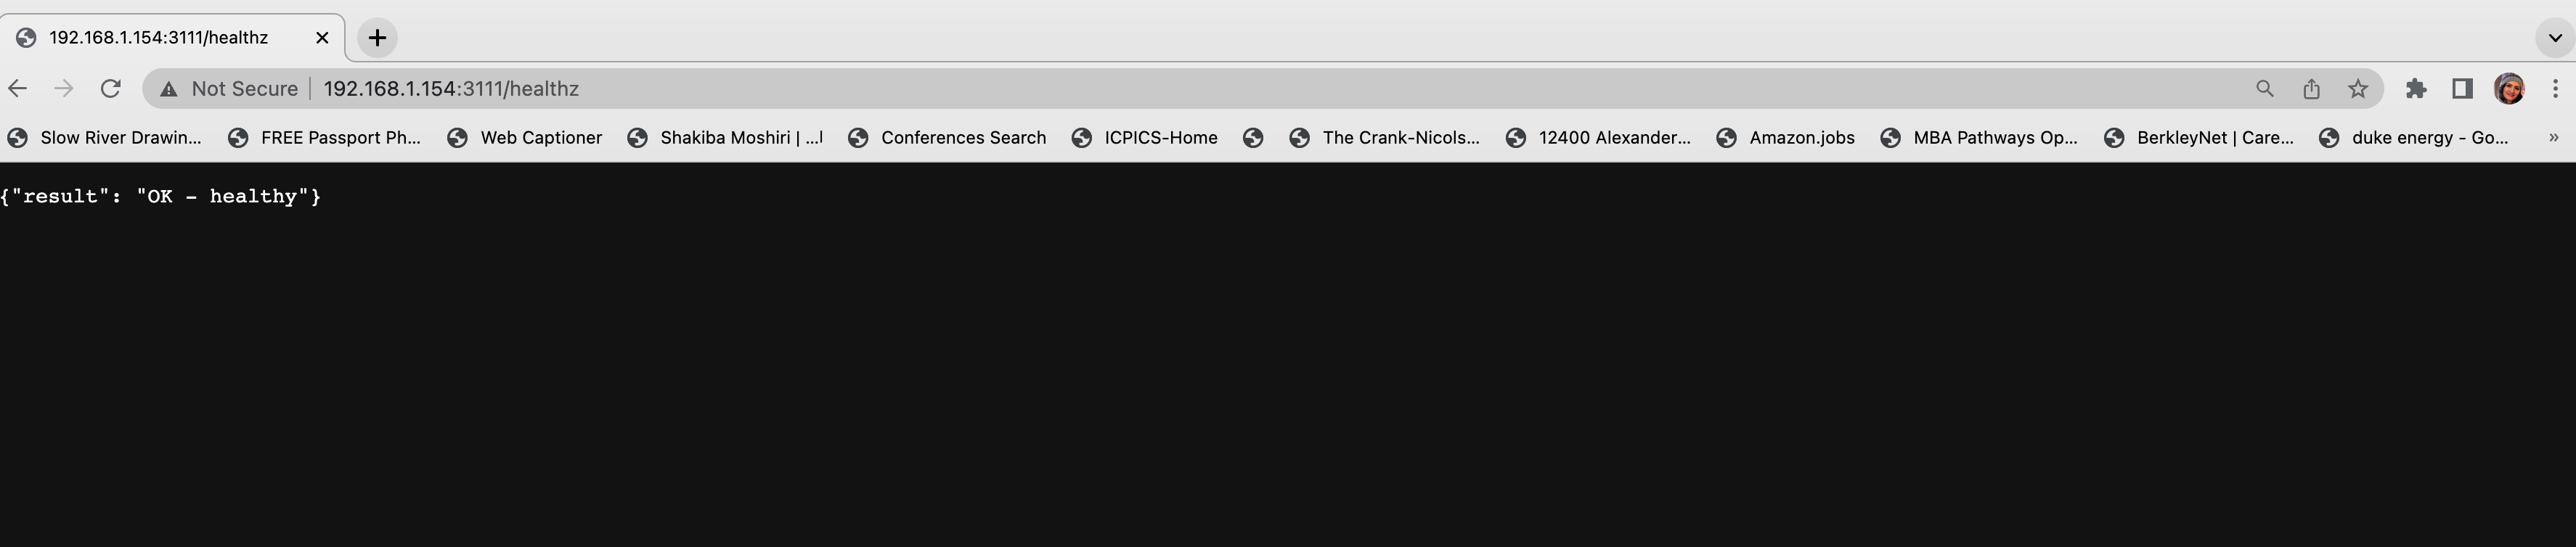 192.168.1.154:3111/healthz
Not Secure | 192.168.1.154:3111/healthz
Slow River Drawin... FREE Passport Ph... Web Captioner Shakiba Moshiri | ...l Conferences Search ICPICS-Home The Crank-Nicols... 12400 Alexander... Amazon.jobs MBA Pathways Op... BerkleyNet | Care... duke energy - Go... »
{"result": "OK - healthy"}